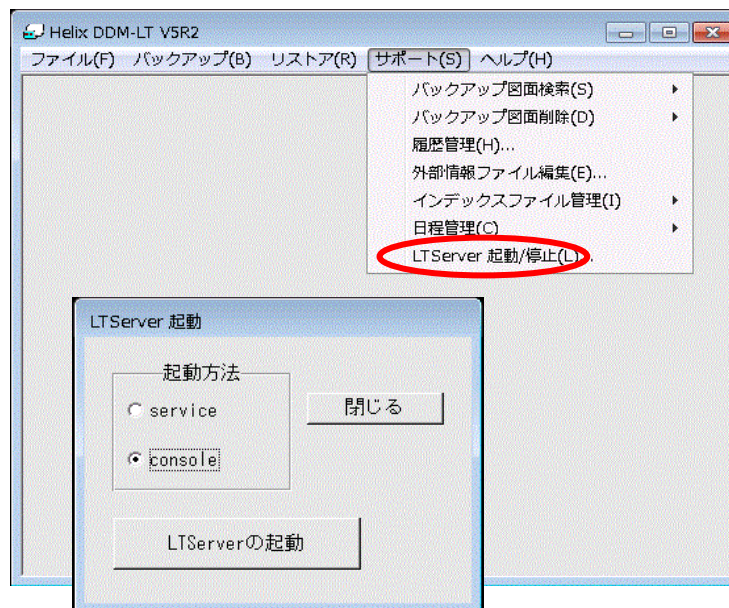 Helix DDM-LT V5R2
ファイル(F) バックアップ(B) リストア(R) サポート(S) ヘルプ(H)
バックアップ図面検索(S)
バックアップ図面削除(D)
履歴管理(H)...
外部情報ファイル編集(E)...
インデックスファイル管理(I)
日程管理(C)
LTServer 起動/停止(L)...
LTServer 起動
起動方法
service
閉じる
console
LTServerの起動